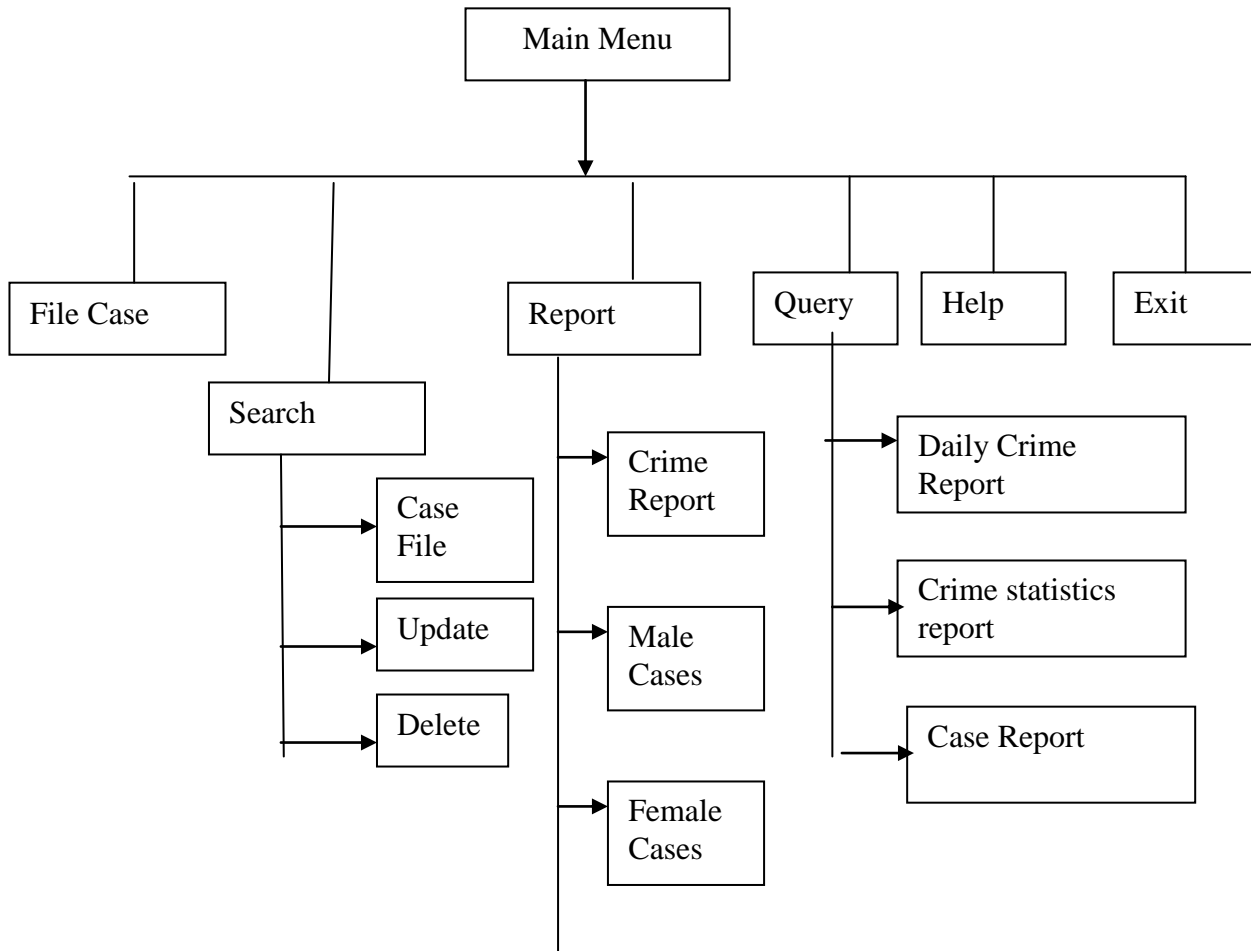 Main Menu
File Case
Search
Case
File
Update
Delete
Report
Crime
Report
Male
Cases
Female
Cases
Query
Daily Crime
Report
Crime statistics
report
Case Report
Help
Exit